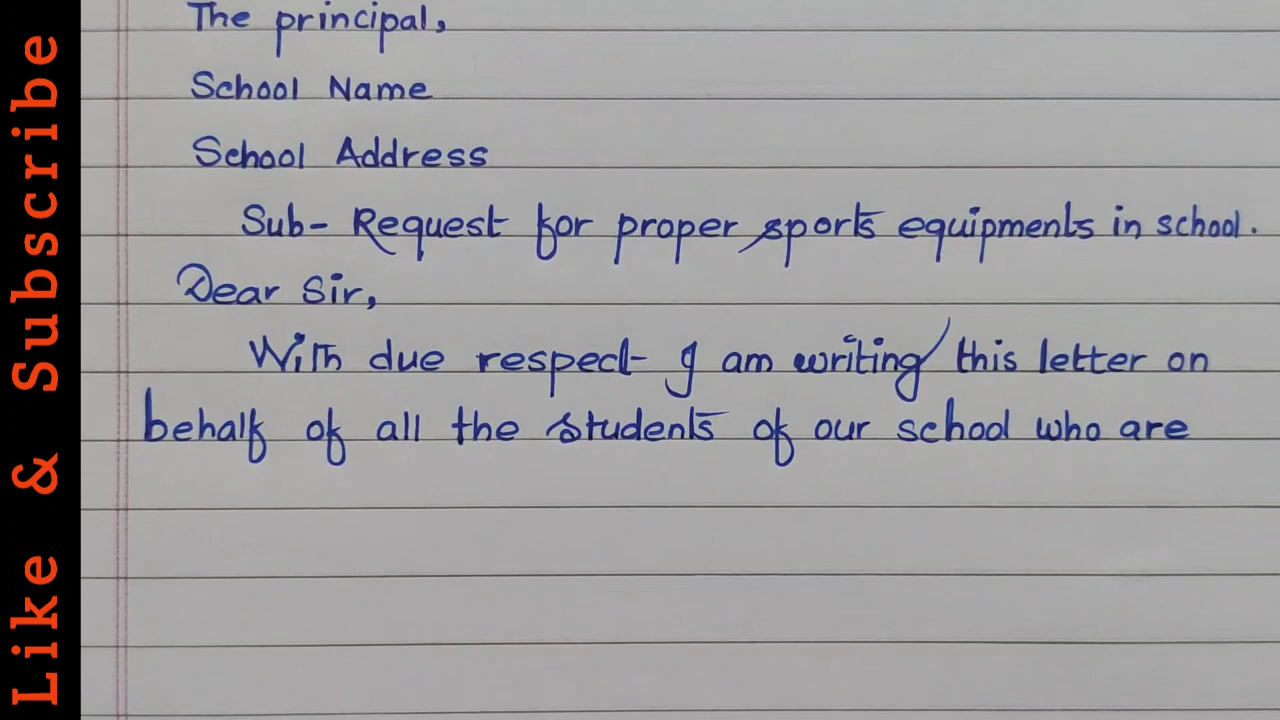 The principal,
School Name
School Address
Sub- Request for proper sports equipments in school.
Dear Sir,
With due respect I am writing this letter on
behalf of all the students of our school who are
Like & Subscribe